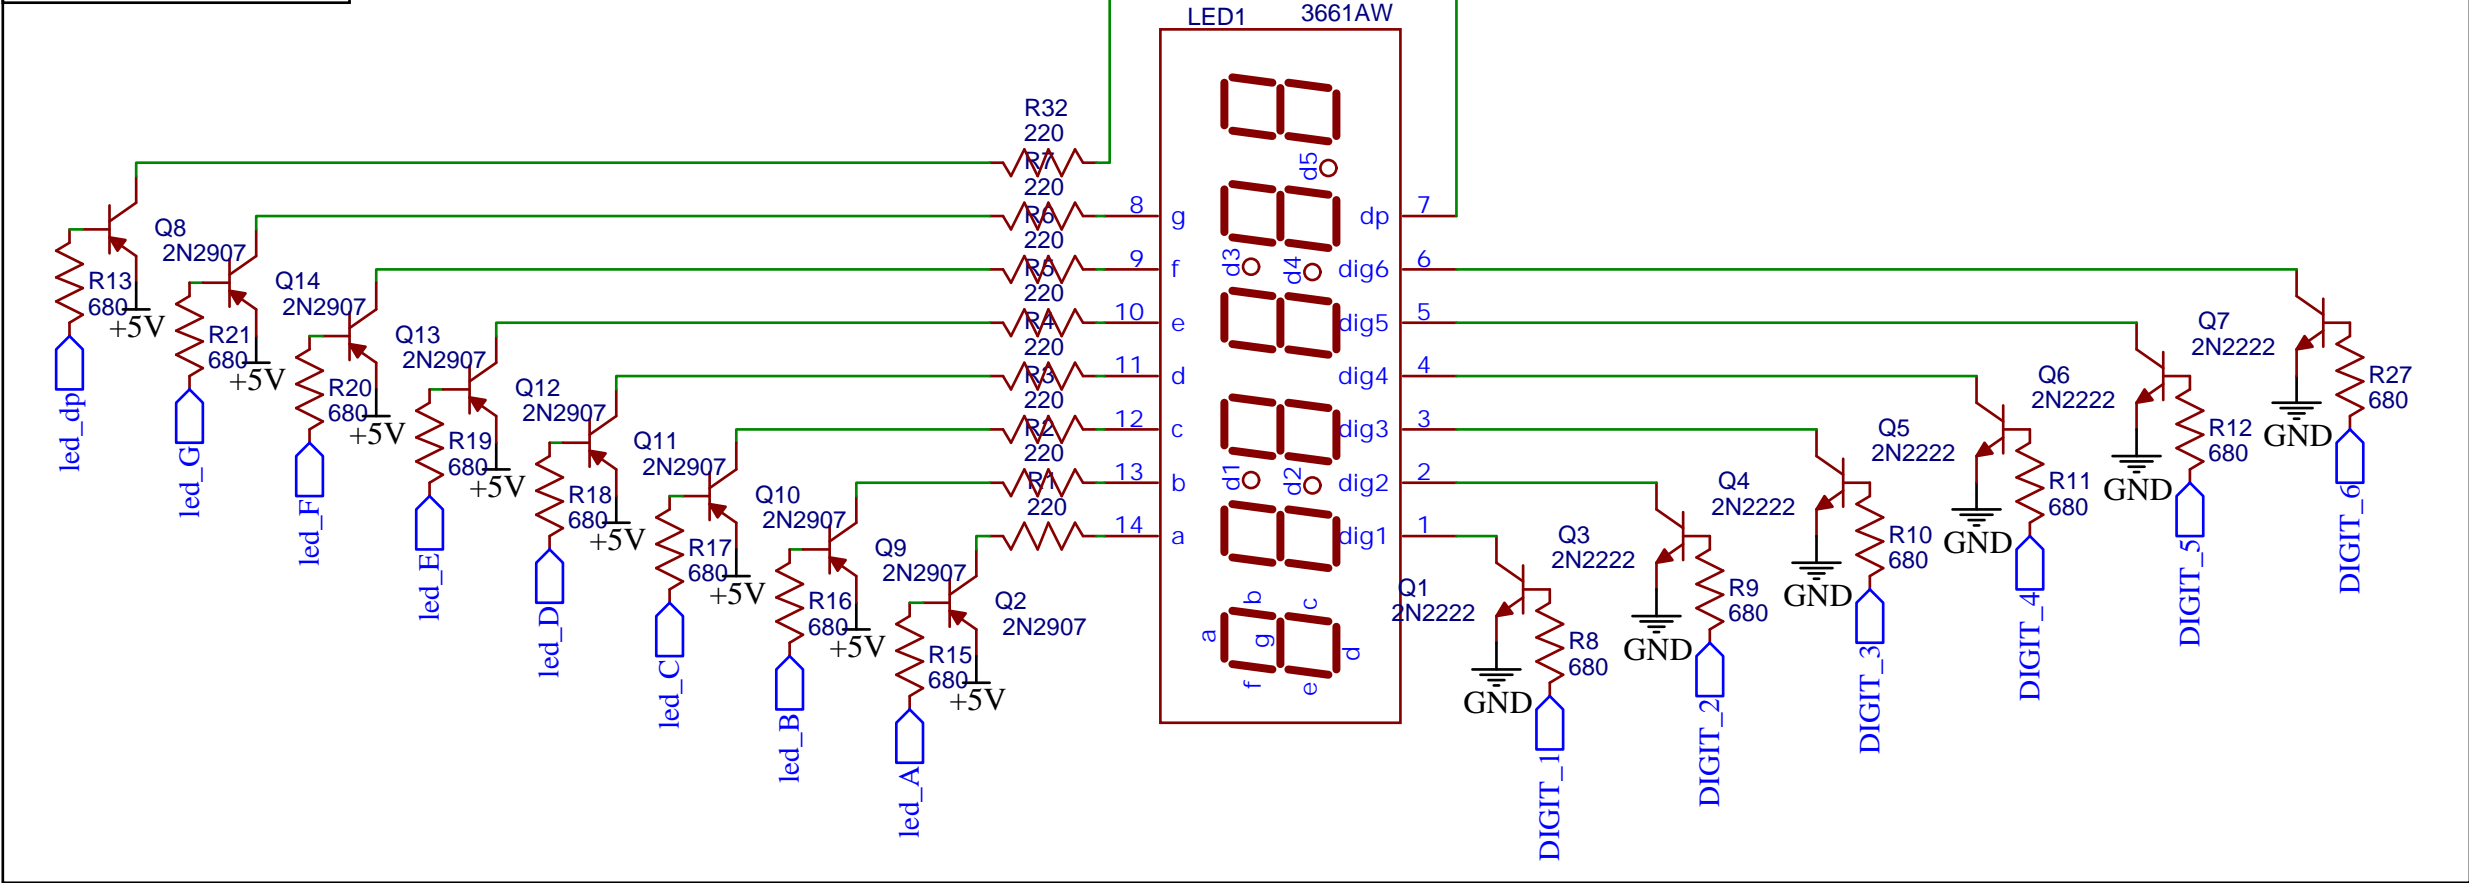 LED1
3661AW
R32
220
R7
220
R6
220
R5
220
R4
220
R3
220
R2
220
R1
220
8 g
9 f
10 e
11 d
12 c
13 b
14 a
dp 7
dig6 6
dig5 5
dig4 4
dig3 3
dig2 2
dig1 1
d5
d3
d4
d1
d2
b
c
a
g
d
f
e
Q8
2N2907
R13
680
+5V
led_dp
Q14
2N2907
R21
680
+5V
led_G
Q13
2N2907
R20
680
+5V
led_F
Q12
2N2907
R19
680
+5V
led_E
Q11
2N2907
R18
680
+5V
led_D
Q10
2N2907
R17
680
+5V
led_C
Q9
2N2907
R16
680
+5V
led_B
Q2
2N2907
R15
680
+5V
led_A
Q1
2N2222
R8
680
GND
DIGIT_1
Q3
2N2222
R9
680
GND
DIGIT_2
Q4
2N2222
R10
680
GND
DIGIT_3
Q5
2N2222
R11
680
GND
DIGIT_4
Q6
2N2222
R12
680
GND
DIGIT_5
Q7
2N2222
R27
680
GND
DIGIT_6